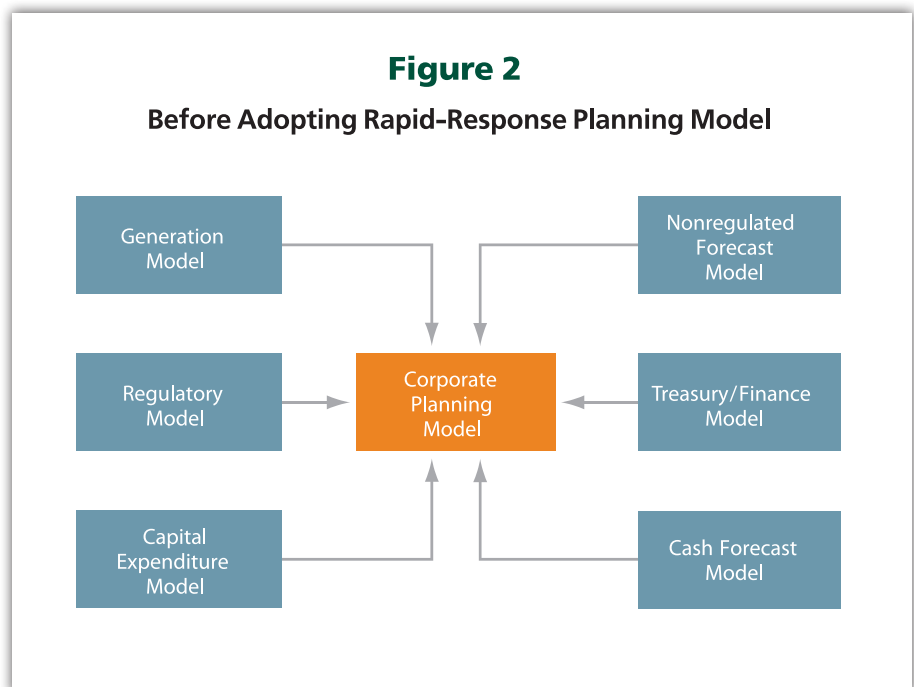 Figure 2
Before Adopting Rapid-Response Planning Model
Generation
Model
Nonregulated
Forecast
Model
Regulatory
Model
Corporate
Planning
Model
Treasury/Finance
Model
Capital
Expenditure
Model
Cash Forecast
Model